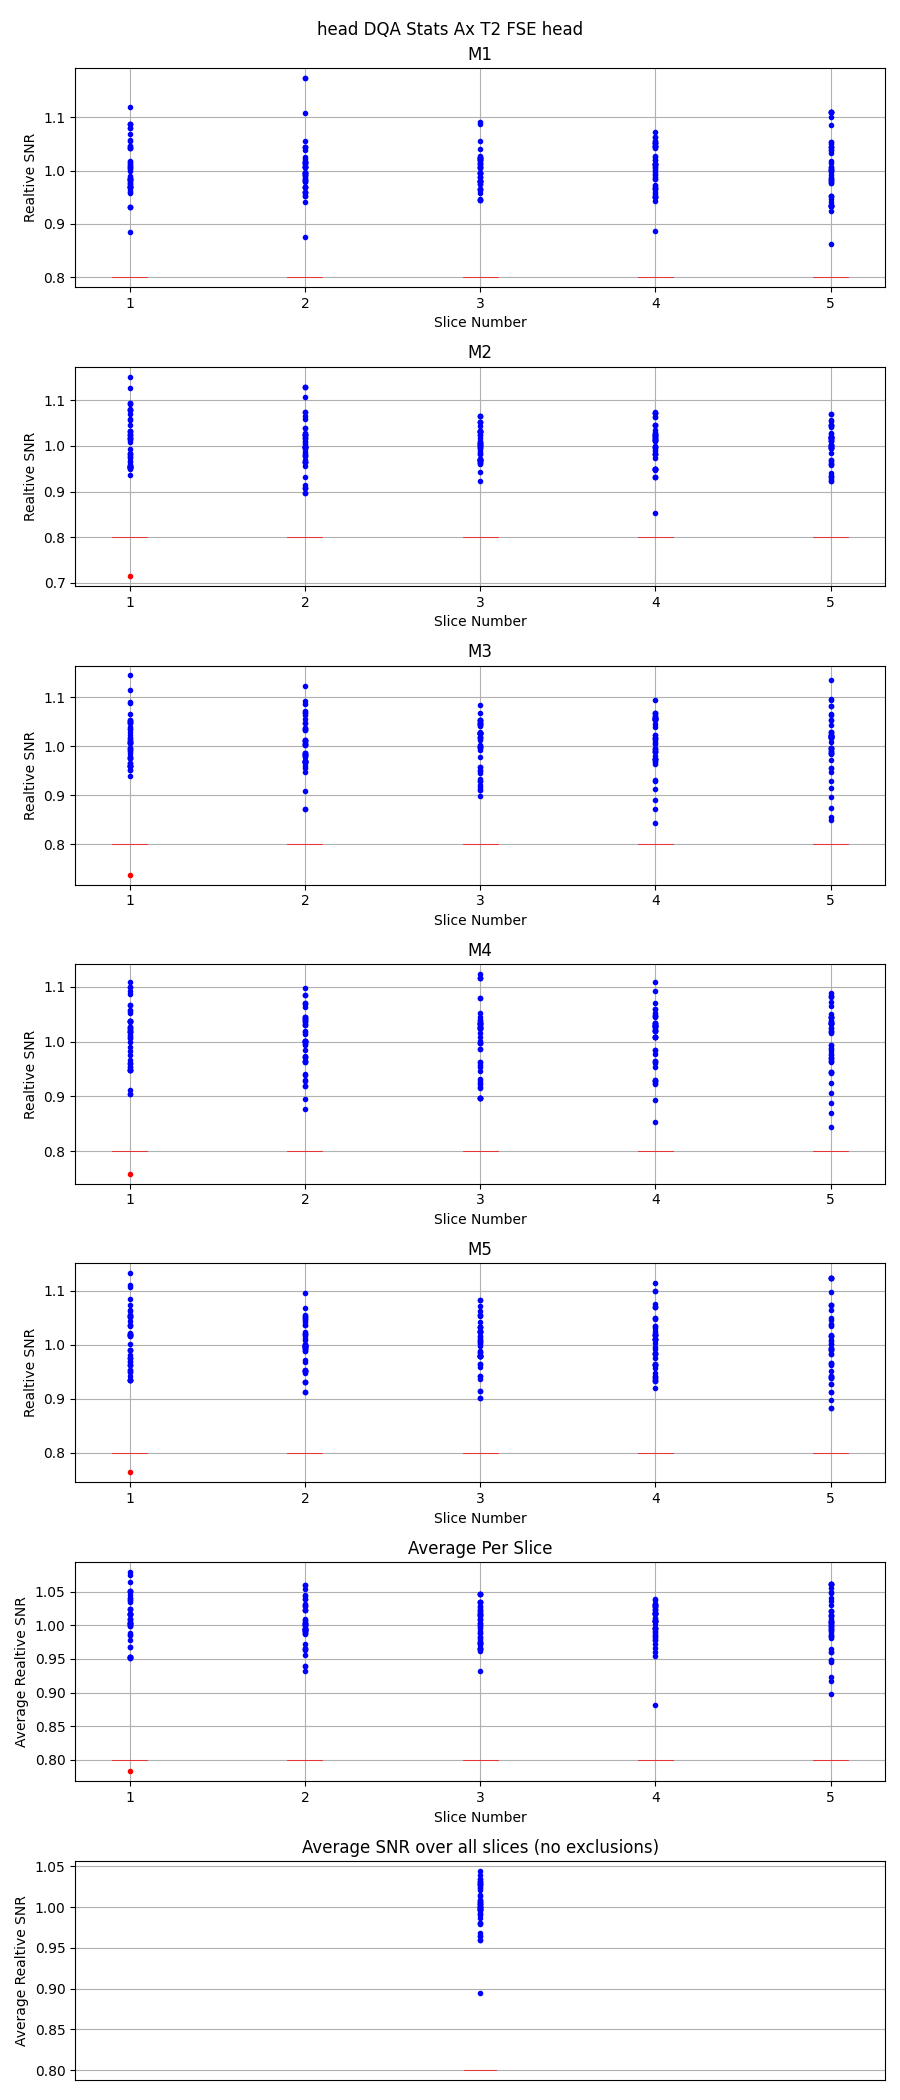 head DQA Stats Ax T2 FSE head
M1
Realtive SNR
1.1
1.0
0.9
0.8
1 2 3 4 5
Slice Number
M2
Realtive SNR
1.1
1.0
0.9
0.8
0.7
1 2 3 4 5
Slice Number
M3
Realtive SNR
1.1
1.0
0.9
0.8
1 2 3 4 5
Slice Number
M4
Realtive SNR
1.1
1.0
0.9
0.8
1 2 3 4 5
Slice Number
M5
Realtive SNR
1.1
1.0
0.9
0.8
1 2 3 4 5
Slice Number
Average Per Slice
Average Realtive SNR
1.05
1.00
0.95
0.90
0.85
0.80
1 2 3 4 5
Slice Number
Average SNR over all slices (no exclusions)
Average Realtive SNR
1.05
1.00
0.95
0.90
0.85
0.80